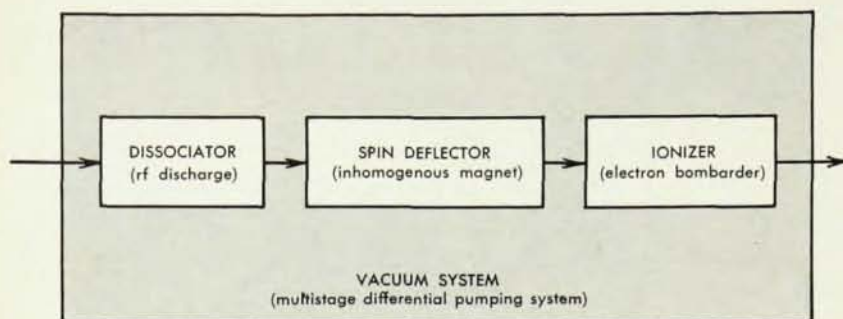 DISSOCIATOR
(rf discharge)
SPIN DEFLECTOR
(inhomogenous magnet)
IONIZER
(electron bombarder)
VACUUM SYSTEM
(multistage differential pumping system)